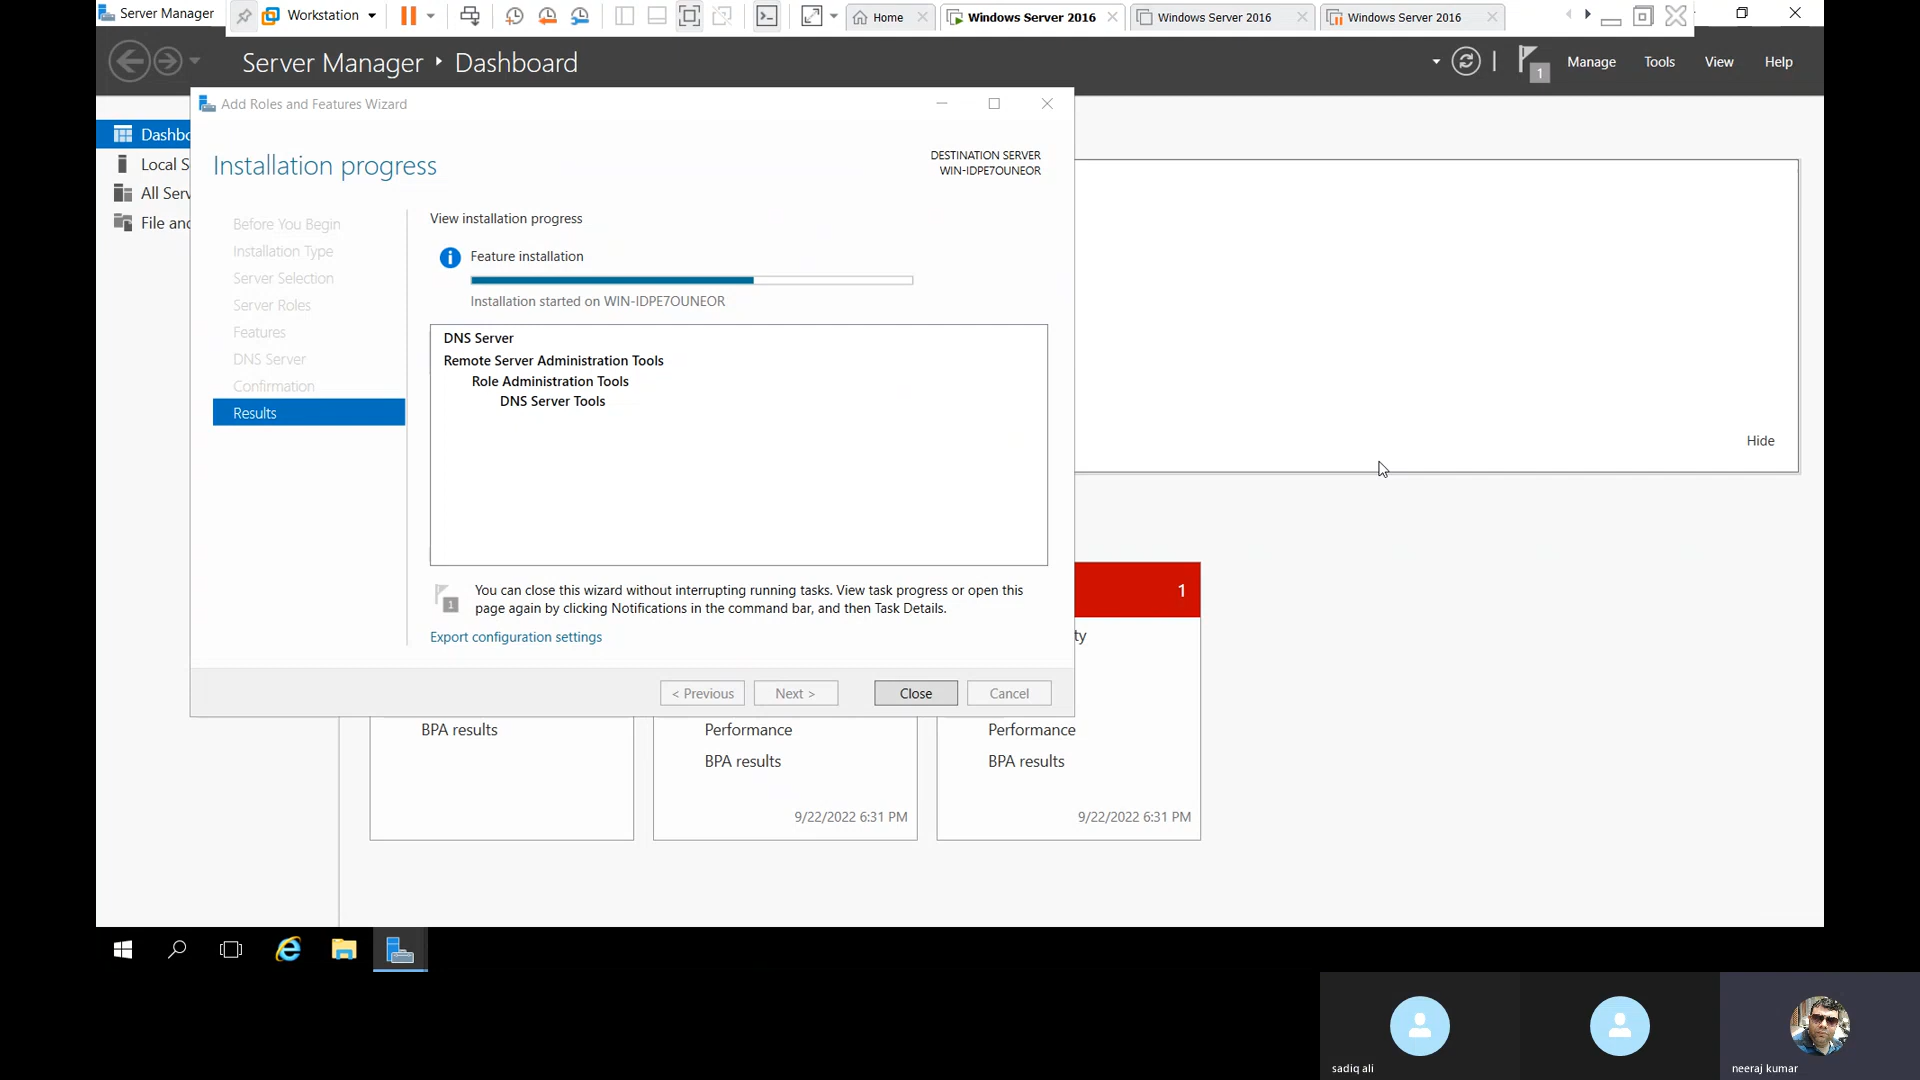 Server Manager
Workstation
Home
Windows Server 2016
Windows Server 2016
Windows Server 2016
Server Manager
Dashboard
1
Manage
Tools
View
Help
Add Roles and Features Wizard
Dashbo
Local S
All Serv
File and
Installation progress
DESTINATION SERVER
WIN-IDPE7OUNEOR
Before You Begin
Installation Type
Server Selection
Server Roles
Features
DNS Server
Confirmation
Results
View installation progress
Feature installation
Installation started on WIN-IDPE7OUNEOR
DNS Server
Remote Server Administration Tools
Role Administration Tools
DNS Server Tools
1
You can close this wizard without interrupting running tasks. View task progress or open this
page again by clicking Notifications in the command bar, and then Task Details.
Export configuration settings
< Previous
Next >
Close
Cancel
Hide
1
ty
BPA results
Performance
BPA results
9/22/2022 6:31 PM
Performance
BPA results
9/22/2022 6:31 PM
sadiq ali
neeraj kumar